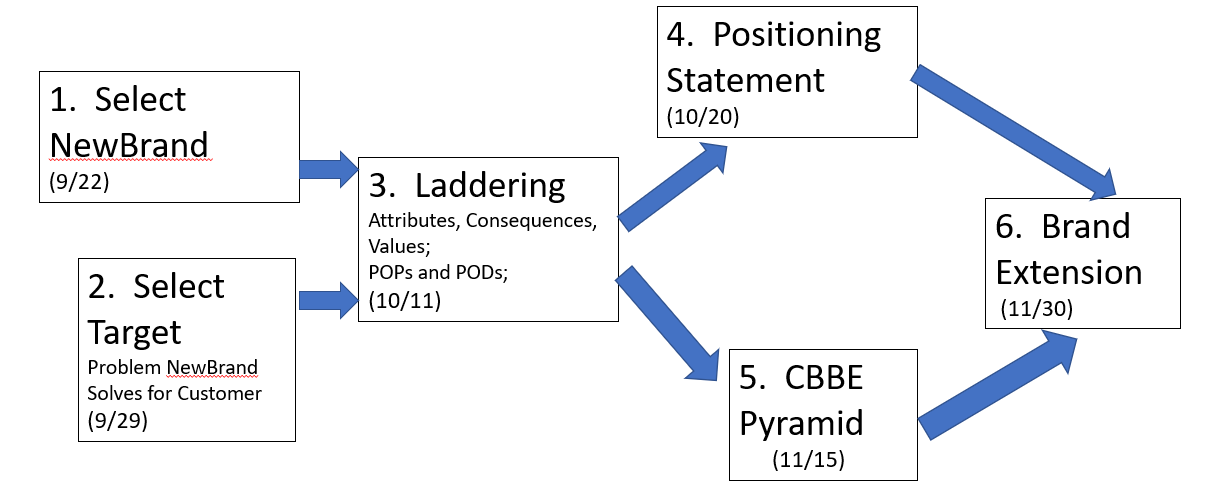 1.  Select
NewBrand
(9/22)
2.  Select
Target
Problem NewBrand
Solves for Customer
(9/29)
3.  Laddering
Attributes, Consequences,
Values;
POPs and PODs;
(10/11)
4.  Positioning
Statement
(10/20)
5.  CBBE
Pyramid
(11/15)
6.  Brand
Extension
(11/30)